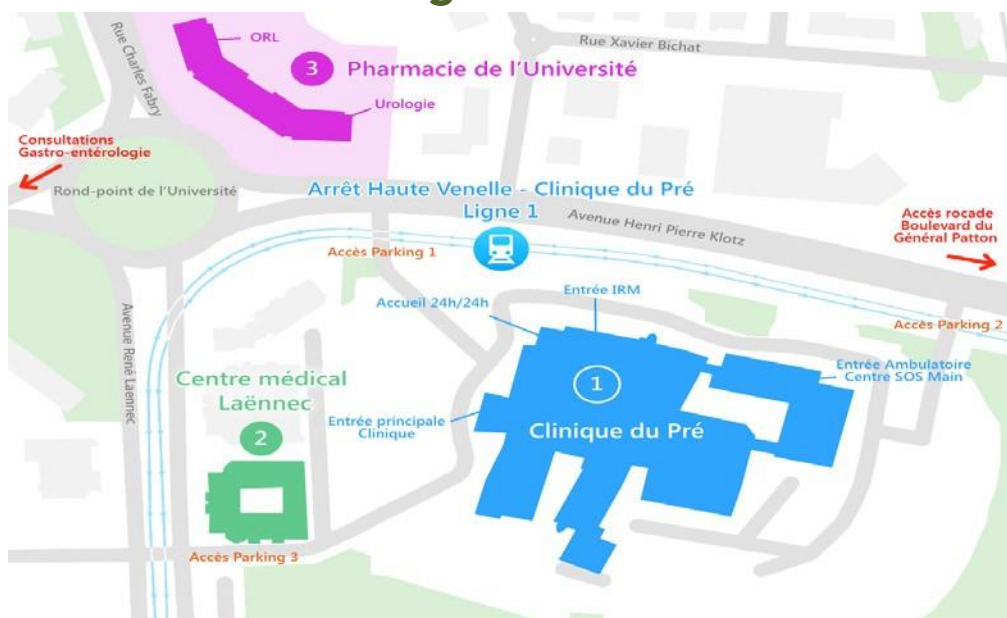 ORL
Rue Charles Fabry
Rue Xavier Bichat
3
Pharmacie de l'Université
Urologie
Consultations
Gastro-entérologie
Rond-point de l'Université
Arrêt Haute Venelle - Clinique du Pré
Ligne 1
Avenue Henri Pierre Klotz
Accès rocade
Boulevard du
Général Patton
Accès Parking 1
Entrée IRM
Accueil 24h/24h
Accès Parking 2
Avenue René Laennec
Entrée Ambulatoire
Centre SOS Main
Centre médical
Laënnec
1
2
Entrée principale
Clinique
Clinique du Pré
Accès Parking 3